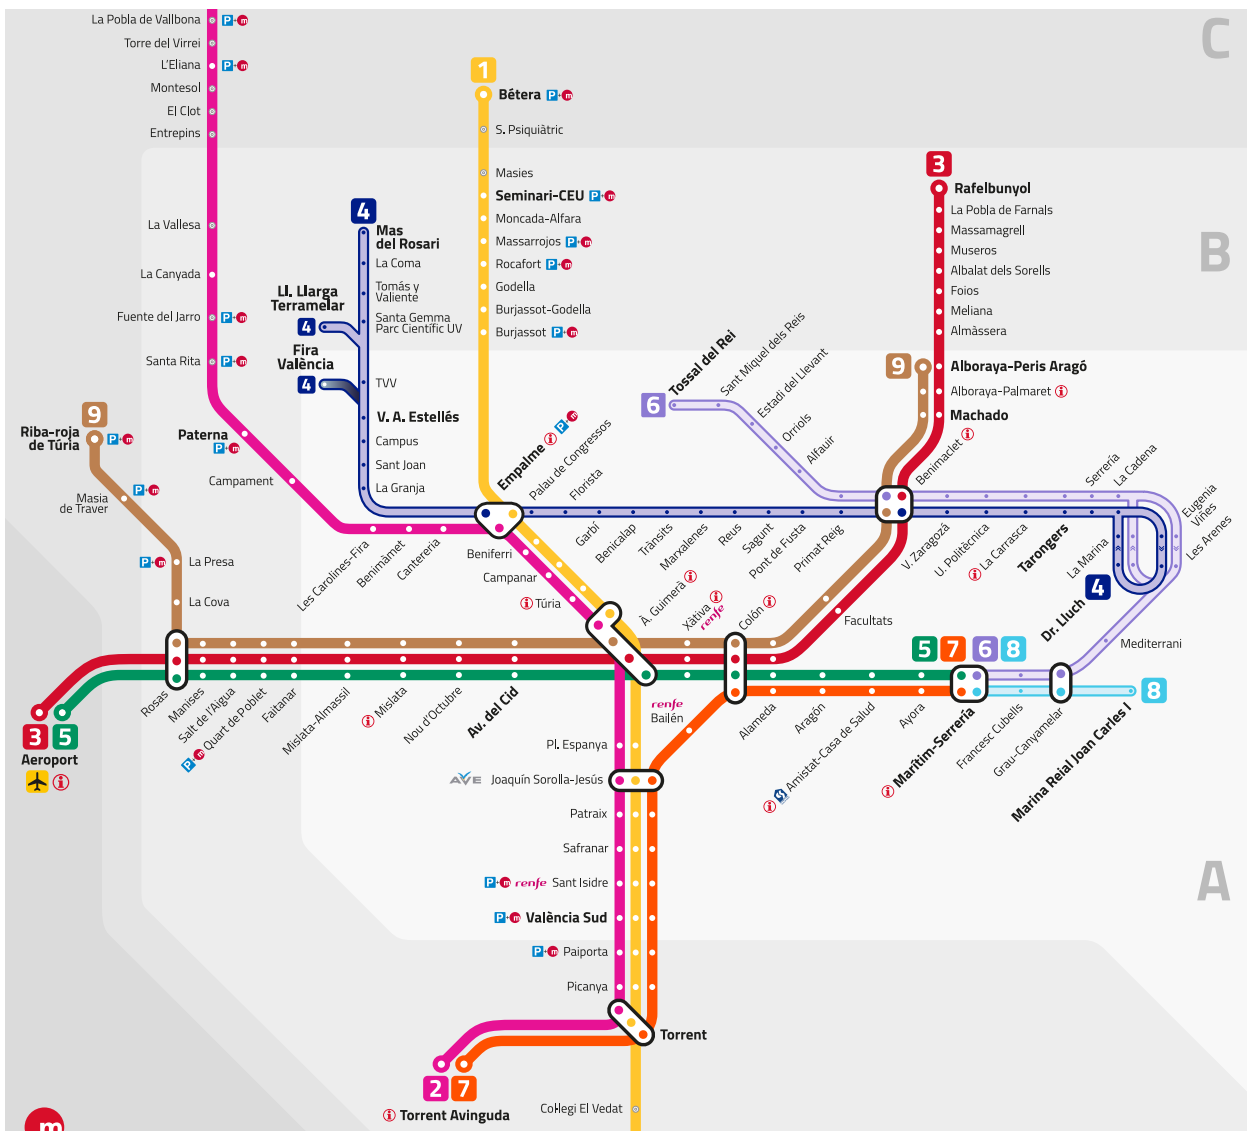 La Pobla de Vallbona P m
Torre del Virrei
L'Eliana P m
Montesol
El Clot
Entrepins
La Vallesa
La Canyada
Fuente del Jarro P m
Santa Rita P m
Paterna
P m
Campament
Les Carolines-Fira
Benimàmet
Cantereria
C
B
A
1
Bétera P m
S. Psiquiàtric
Masies
Seminari-CEU P m
Moncada-Alfara
Massarrojos P m
Rocafort P m
Godella
Burjassot-Godella
Burjassot P m
4
Mas
del Rosari
La Coma
Tomás y
Valiente
Santa Gemma
Parc Científic UV
Ll. Llarga
Terramelar
4
Fira
València
4
TVV
V. A. Estellés
Campus
Sant Joan
La Granja
Empalme i P m
Beniferri
Campanar
i Túria
Palau de Congressos
Florista
Garbí
Benicalap
Trànsits
Marxalenes
Reus
Sagunt
Pont de Fusta
Primat Reig
Benimaclet i
V. Zaragozà
U. Politècnica
i La Carrasca
Tarongers
Serrería
La Cadena
Eugenia
Viñes
Les Arenes
La Marina
Dr. Lluch
4
Mediterrani
6
Tossal del Rei
Sant Miquel dels Reis
Estadi del Llevant
Orriols
Alfauir
3
Rafelbunyol
La Pobla de Farnals
Massamagrell
Museros
Albalat dels Sorells
Foios
Meliana
Almàssera
9
Alboraya-Peris Aragó
Alboraya-Palmaret i
Machado
Facultats
9
Riba-roja
de Túria P m
Masia
de Traver
P m
P m La Presa
La Cova
Rosas
Manises
Salt de l'Aigua
P m Quart de Poblet
Faitanar
Mislata-Almassil
i Mislata
Nou d'Octubre
Av. del Cid
À. Guimerà i
Xàtiva i
renfe
Colón i
Alameda
Aragón
i Amistat-Casa de Salud
Ayora
5 7 6 8
i Marítim-Serrería
Francesc Cubells
Grau-Canyamelar
8
Marina Reial Joan Carles I
3 5
Aeroport
i
renfe
Bailén
Pl. Espanya
AVE Joaquín Sorolla-Jesús
Patraix
Safranar
P m renfe Sant Isidre
P m València Sud
P m Paiporta
Picanya
Torrent
2 7
i Torrent Avinguda
Col·legi El Vedat
m